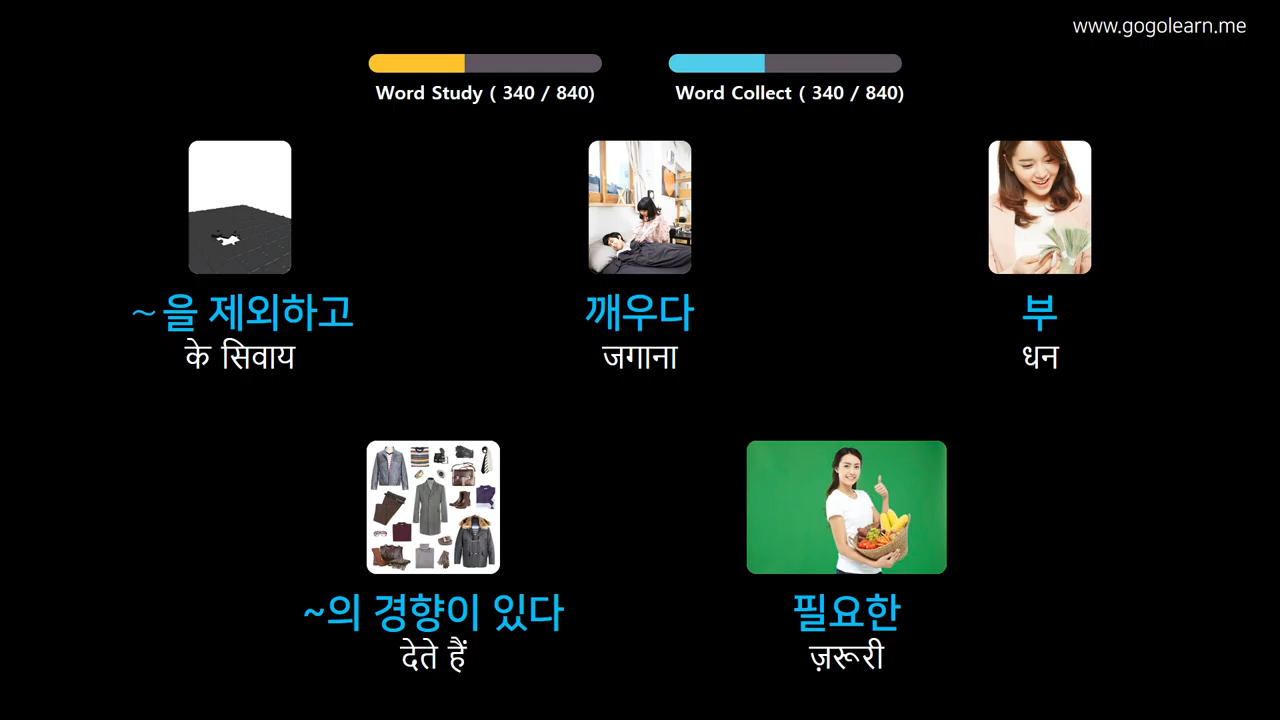 www.gogolearn.me
Word Study ( 340 / 840)
Word Collect ( 340 / 840)
~을 제외하고
के सिवाय
깨우다
जगाना
부
धन
~의 경향이 있다
देते हैं
필요한
ज़रूरी